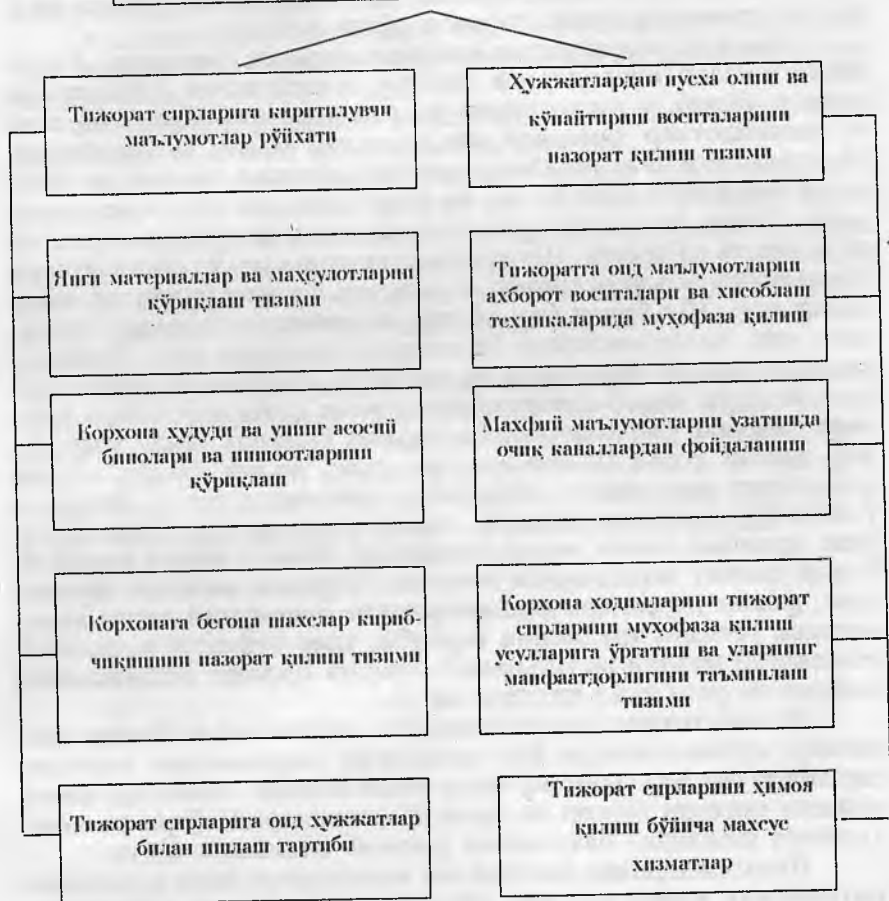 Тижорат сирларига киритилувчи
маълумотлар рўйхати
Ҳужжатлардан нусха олиш ва
кўпайтириш воситаларини
назорат қилиш тизими
Янги материаллар ва маҳсулотларни
қўриқлаш тизими
Тижоратга оид маълумотларни
ахборот воситалари ва хисоблаш
техникаларида муҳофаза қилиш
Корхона ҳудуди ва унинг асосий
бинолари ва иншоотларини
қўриқлаш
Махфий маълумотларни узатишда
очиқ каналлардан фойдаланиш
Корхонага бегона шахслар кириб-
чиқишини назорат қилиш тизими
Корхона ходимларини тижорат
сирларини муҳофаза қилиш
усулларига ўргатиш ва уларнинг
манфаатдорлигини таъминлаш
тизими
Тижорат сирларига оид ҳужжатлар
билан ишлаш тартиби
Тижорат сирларини ҳимоя
қилиш бўйича махсус
хизматлар